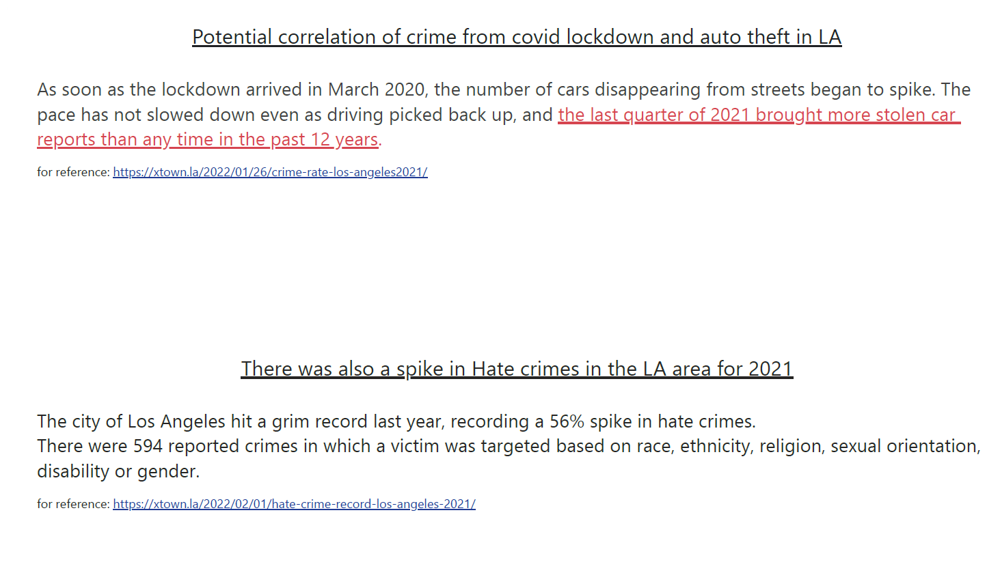 Potential correlation of crime from covid lockdown and auto theft in LA
As soon as the lockdown arrived in March 2020, the number of cars disappearing from streets began to spike. The
pace has not slowed down even as driving picked back up, and the last quarter of 2021 brought more stolen car
reports than any time in the past 12 years.
for reference: https://xtown.la/2022/01/26/crime-rate-los-angeles2021/
There was also a spike in Hate crimes in the LA area for 2021
The city of Los Angeles hit a grim record last year, recording a 56% spike in hate crimes.
There were 594 reported crimes in which a victim was targeted based on race, ethnicity, religion, sexual orientation,
disability or gender.
for reference: https://xtown.la/2022/02/01/hate-crime-record-los-angeles-2021/